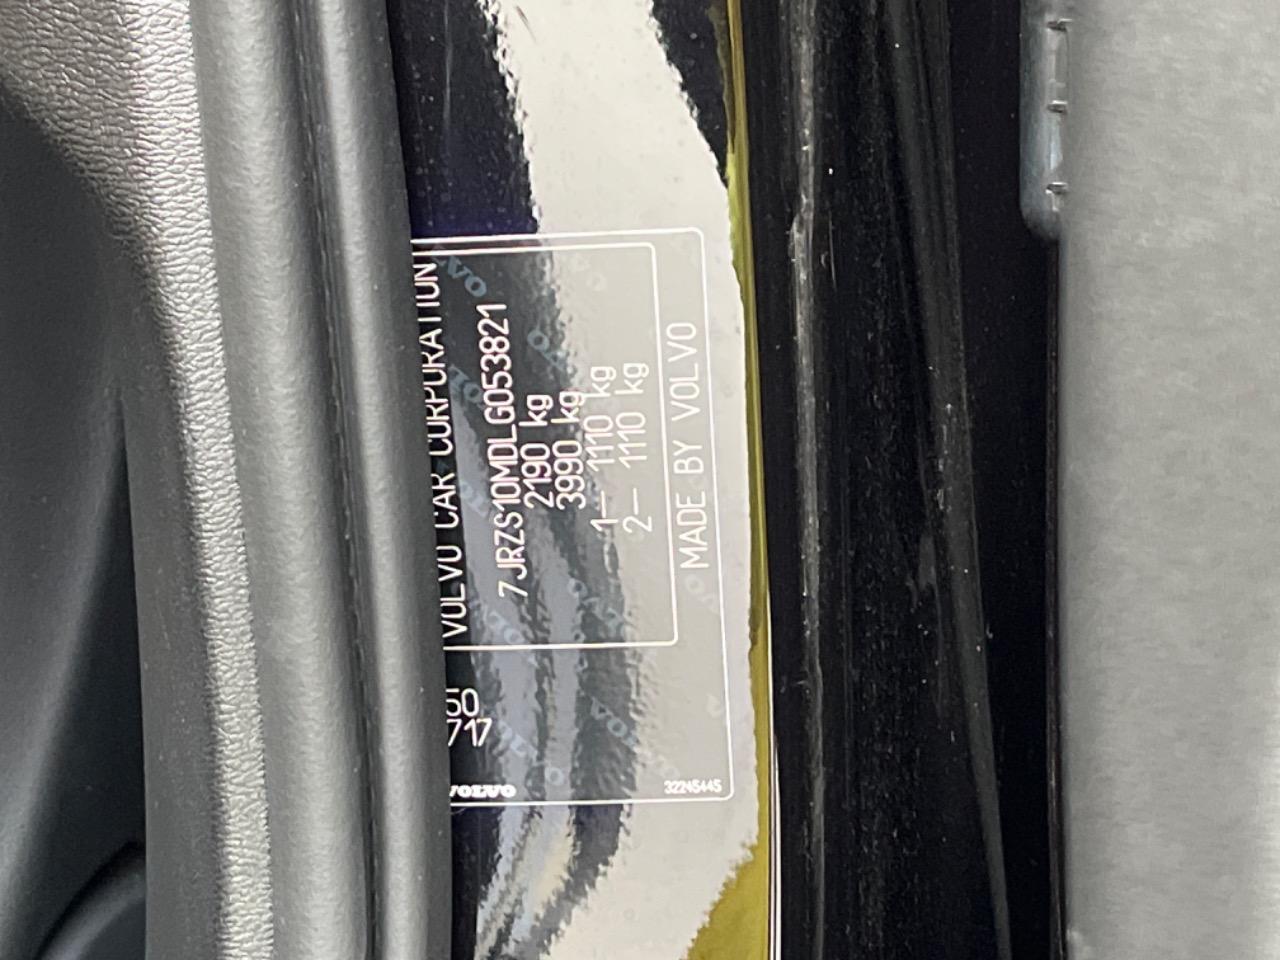 VOLVO CAR CORPORATION
7JRZS10MDLG053821
2190 kg
3990 kg
1– 1110 kg
2– 1110 kg
MADE BY VOLVO
50
717
VOLVO
32245445